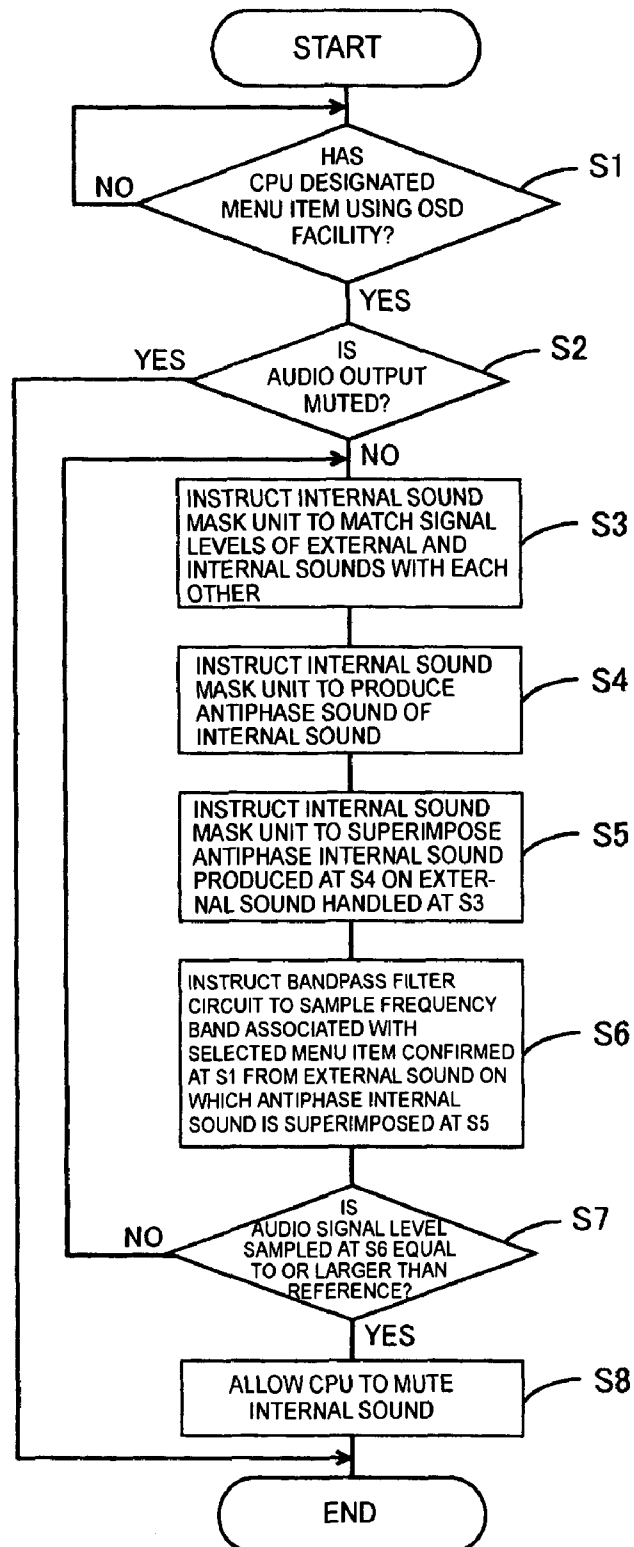 START
HAS
CPU DESIGNATED
MENU ITEM USING OSD
FACILITY?
S1
NO
YES
IS
AUDIO OUTPUT
MUTED?
S2
YES
NO
INSTRUCT INTERNAL SOUND
MASK UNIT TO MATCH SIGNAL
LEVELS OF EXTERNAL AND
INTERNAL SOUNDS WITH EACH
OTHER
S3
INSTRUCT INTERNAL SOUND
MASK UNIT TO PRODUCE
ANTIPHASE SOUND OF
INTERNAL SOUND
S4
INSTRUCT INTERNAL SOUND
MASK UNIT TO SUPERIMPOSE
ANTIPHASE INTERNAL SOUND
PRODUCED AT S4 ON EXTER-
NAL SOUND HANDLED AT S3
S5
INSTRUCT BANDPASS FILTER
CIRCUIT TO SAMPLE FREQUENCY
BAND ASSOCIATED WITH
SELECTED MENU ITEM CONFIRMED
AT S1 FROM EXTERNAL SOUND ON
WHICH ANTIPHASE INTERNAL
SOUND IS SUPERIMPOSED AT S5
S6
IS
AUDIO SIGNAL LEVEL
SAMPLED AT S6 EQUAL
TO OR LARGER THAN
REFERENCE?
S7
NO
YES
ALLOW CPU TO MUTE
INTERNAL SOUND
S8
END